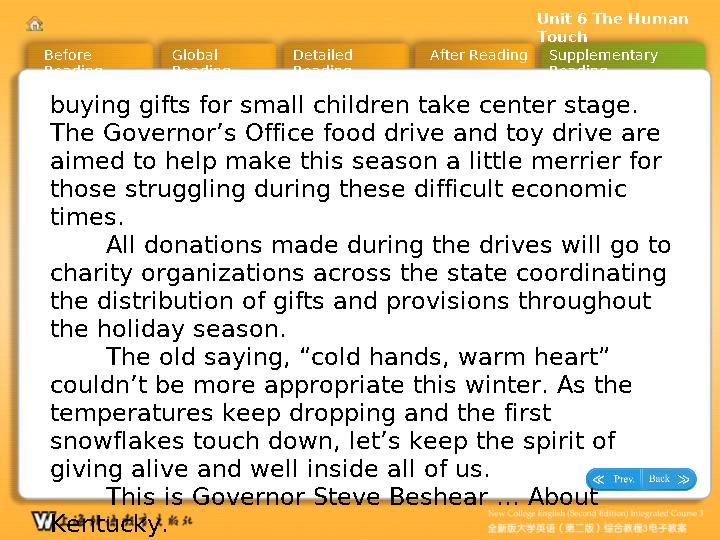 Unit 6 The Human
Touch
Before
Reading
Global
Reading
Detailed
Reading
After Reading
Supplementary
Reading
buying gifts for small children take center stage.
The Governor’s Office food drive and toy drive are
aimed to help make this season a little merrier for
those struggling during these difficult economic
times.
All donations made during the drives will go to
charity organizations across the state coordinating
the distribution of gifts and provisions throughout
the holiday season.
The old saying, “cold hands, warm heart”
couldn’t be more appropriate this winter. As the
temperatures keep dropping and the first
snowflakes touch down, let’s keep the spirit of
giving alive and well inside all of us.
This is Governor Steve Beshear … About
Kentucky.
Prev. Back
New College English (Second Edition) Integrated Course 3
全新版大学英语（第二版）综合教程3电子教案